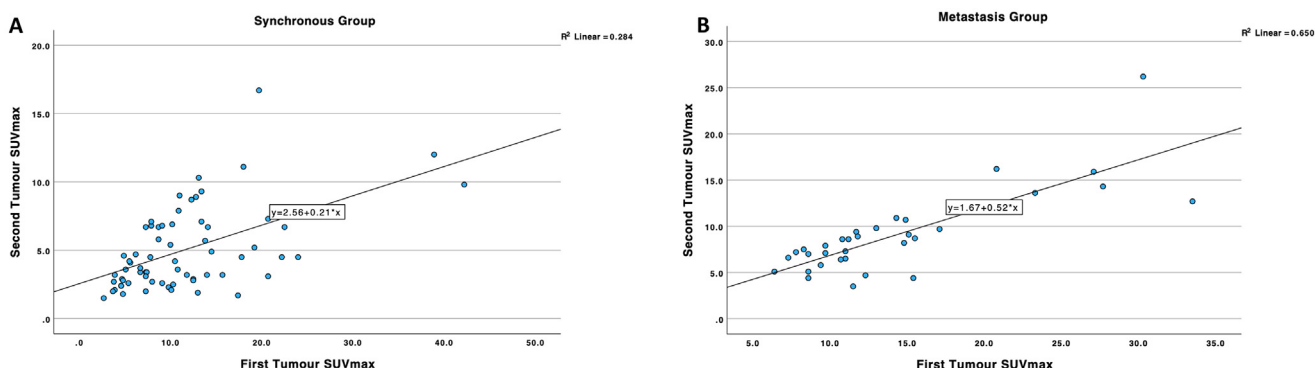 A
Synchronous Group
R² Linear =0.284
20.0
15.0
10.0
5.0
.0
Second Tumour SUVmax
y=2.56+0.21*x
.0 10.0 20.0 30.0 40.0 50.0
First Tumour SUVmax
B
Metastasis Group
R² Linear =0.650
30.0
25.0
20.0
15.0
10.0
5.0
.0
Second Tumour SUVmax
y=1.67+0.52*x
5.0 10.0 15.0 20.0 25.0 30.0 35.0
First Tumour SUVmax